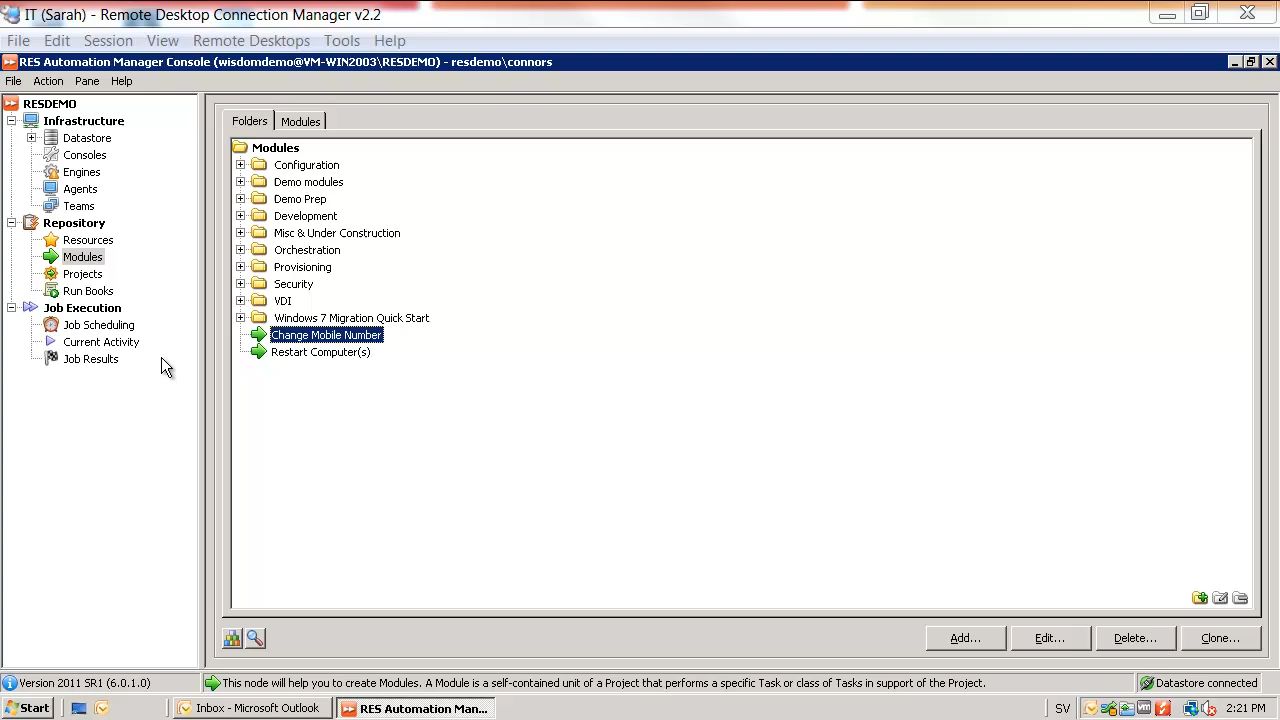 IT (Sarah) - Remote Desktop Connection Manager v2.2
File Edit Session View Remote Desktops Tools Help
RES Automation Manager Console (wisdomdemo@VM-WIN2003\RESDEMO) - resdemo\connors
File Action Pane Help
RESDEMO
Infrastructure
Datastore
Consoles
Engines
Agents
Teams
Repository
Resources
Modules
Projects
Run Books
Job Execution
Job Scheduling
Current Activity
Job Results
Folders Modules
Modules
Configuration
Demo modules
Demo Prep
Development
Misc & Under Construction
Orchestration
Provisioning
Security
VDI
Windows 7 Migration Quick Start
Change Mobile Number
Restart Computer(s)
Add... Edit... Delete... Clone...
Version 2011 SR1 (6.0.1.0) This node will help you to create Modules. A Module is a self-contained unit of a Project that performs a specific Task or class of Tasks in support of the Project. Datastore connected
Start Inbox - Microsoft Outlook RES Automation Man... SV 2:21 PM